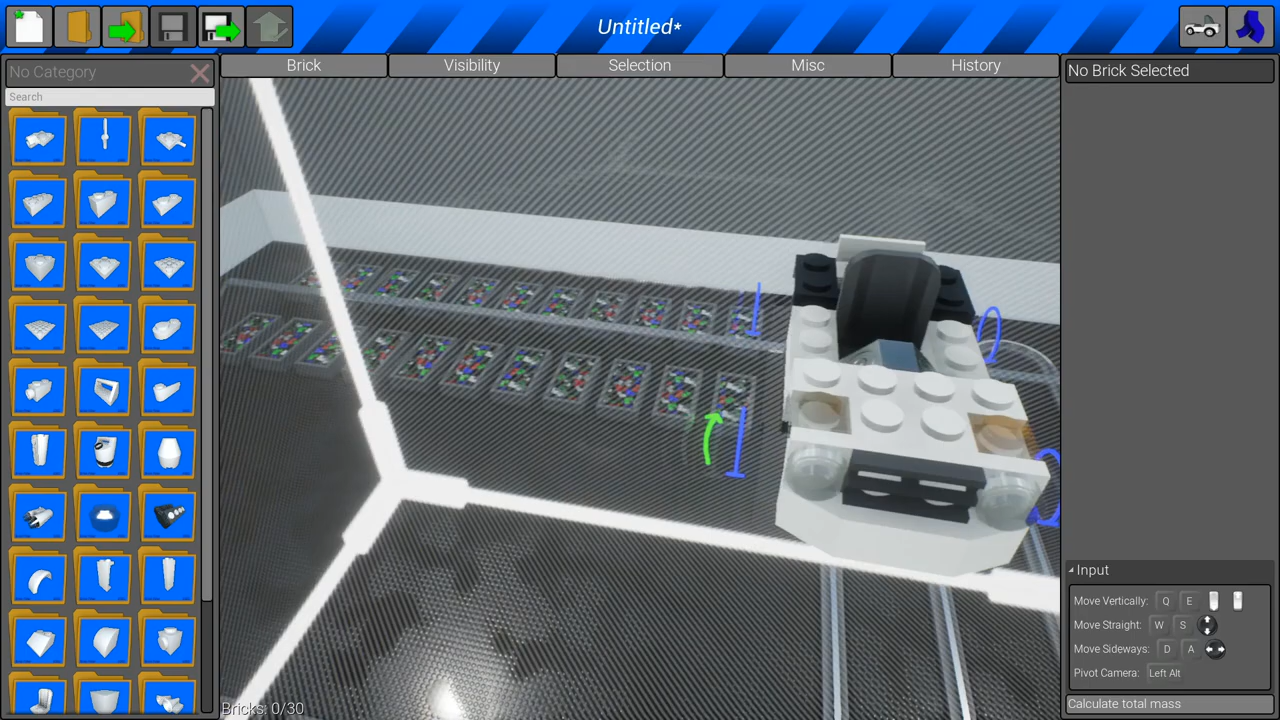 Untitled*
No Category
Search
Brick
Visibility
Selection
Misc
History
No Brick Selected
Input
Move Vertically: Q E
Move Straight: W S
Move Sideways: D A
Pivot Camera: Left Alt
Calculate total mass
Bricks: 0/30